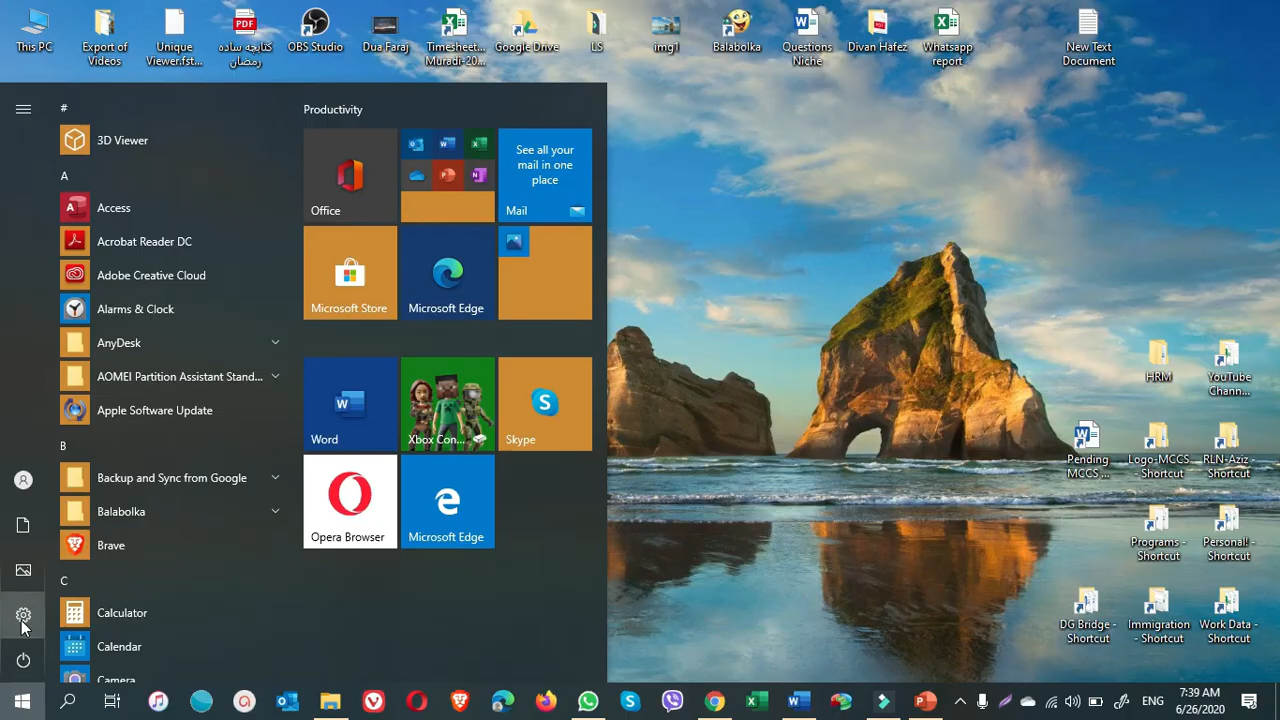 This PC
Export of
Videos
Unique
Viewer.fst...
PDF
كتابچه ساده
رمضان
OBS Studio
Dua Faraj
Timesheet...
Muradi-20...
Google Drive
LS
img1
Balabolka
Questions
Niche
Divan Hafez
Whatsapp
report
New Text
Document
#
3D Viewer
A
Access
Acrobat Reader DC
Adobe Creative Cloud
Alarms & Clock
AnyDesk
AOMEI Partition Assistant Stand...
Apple Software Update
B
Backup and Sync from Google
Balabolka
Brave
C
Calculator
Calendar
Camera
Productivity
Office
See all your
mail in one
place
Mail
Microsoft Store
Microsoft Edge
Word
Xbox Con...
Skype
Opera Browser
Microsoft Edge
HRM
YouTube
Chann...
Pending
MCCS ...
Logo-MCCS
- Shortcut
RLN-Aziz -
Shortcut
Programs -
Shortcut
Personal! -
Shortcut
DG Bridge -
Shortcut
Immigration
- Shortcut
Work Data -
Shortcut
ENG
7:39 AM
6/26/2020